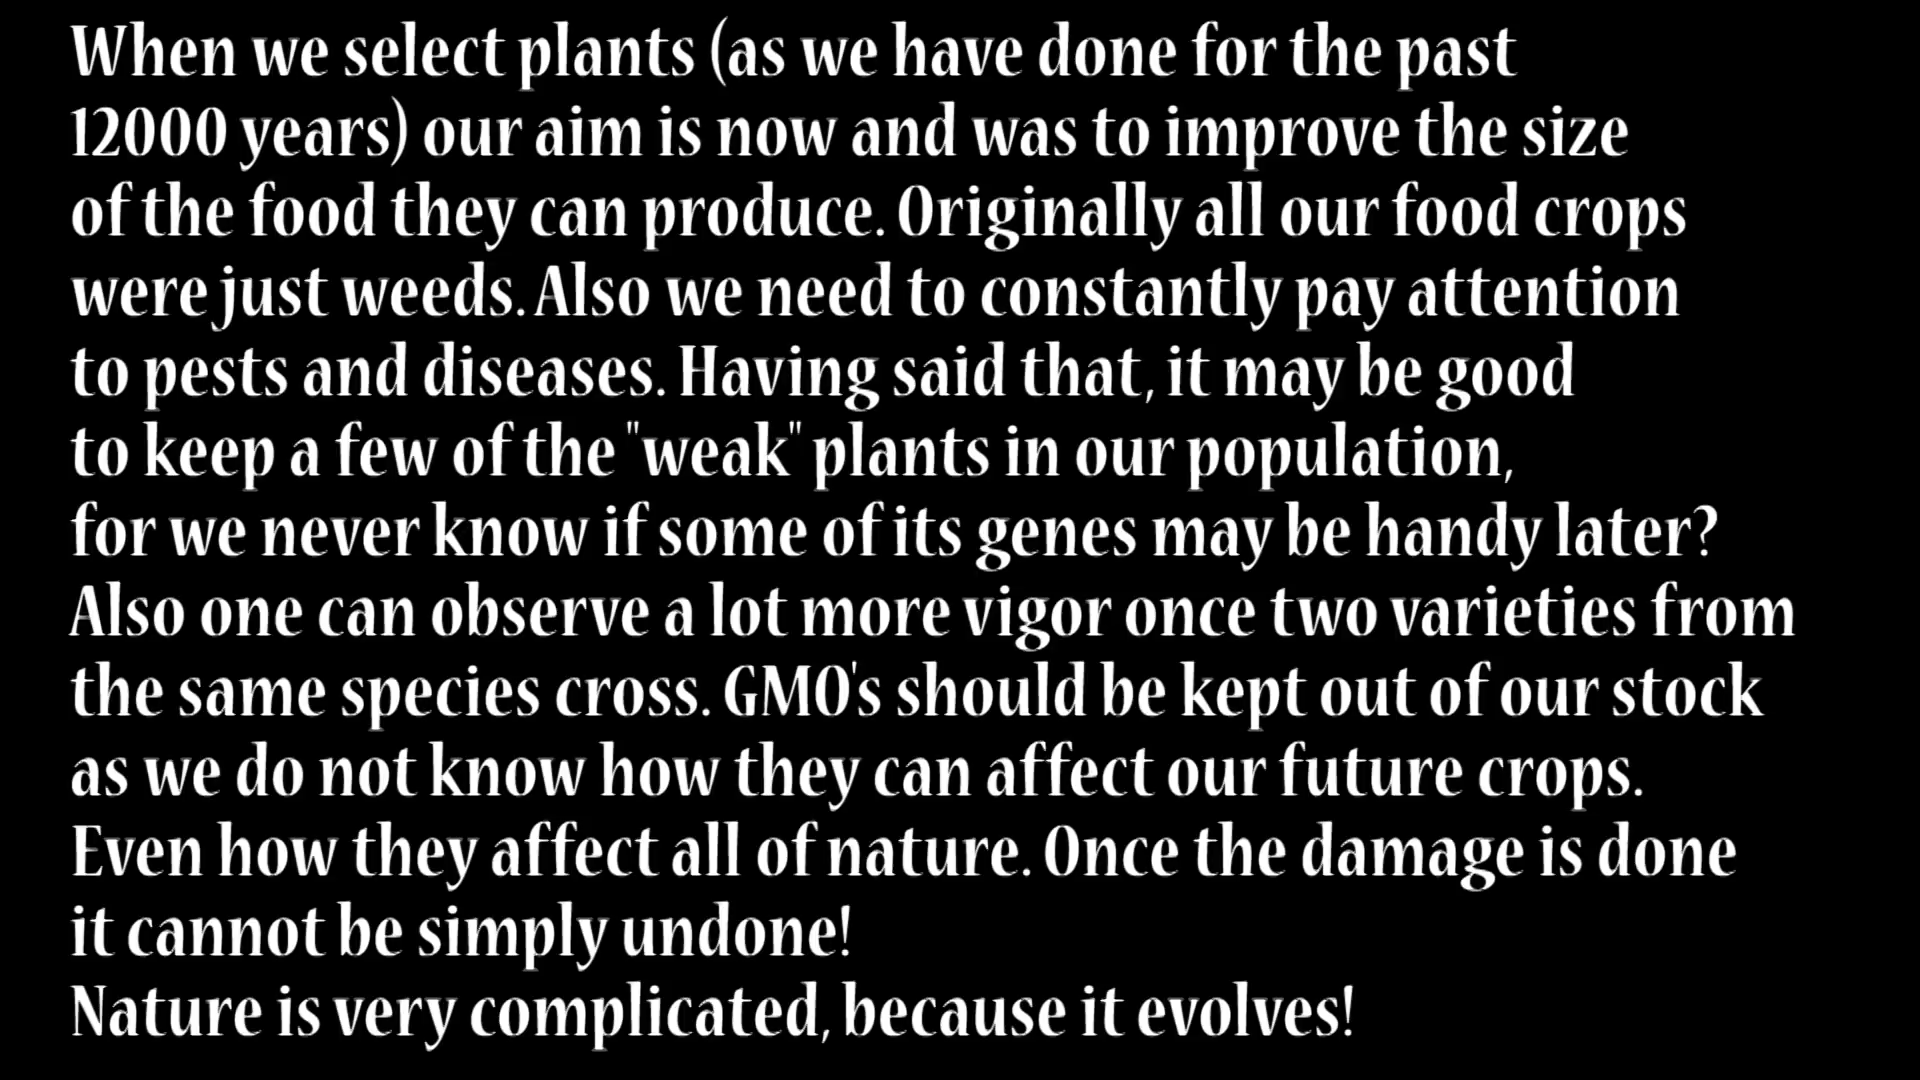 When we select plants (as we have done for the past
12000 years) our aim is now and was to improve the size
of the food they can produce. Originally all our food crops
were just weeds. Also we need to constantly pay attention
to pests and diseases. Having said that, it may be good
to keep a few of the "weak" plants in our population,
for we never know if some of its genes may be handy later?
Also one can observe a lot more vigor once two varieties from
the same species cross. GMO's should be kept out of our stock
as we do not know how they can affect our future crops.
Even how they affect all of nature. Once the damage is done
it cannot be simply undone!
Nature is very complicated, because it evolves!